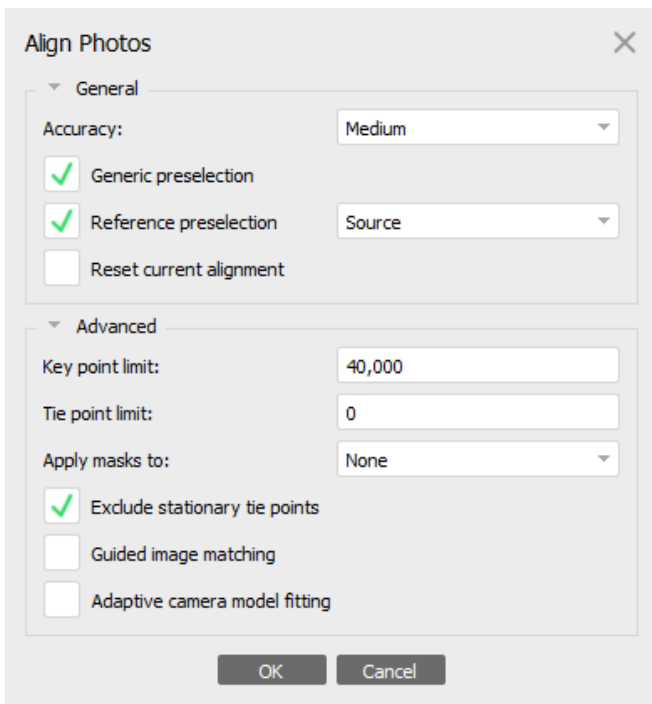 Align Photos
General
Accuracy: Medium
Generic preselection
Reference preselection Source
Reset current alignment
Advanced
Key point limit: 40,000
Tie point limit: 0
Apply masks to: None
Exclude stationary tie points
Guided image matching
Adaptive camera model fitting
OK Cancel